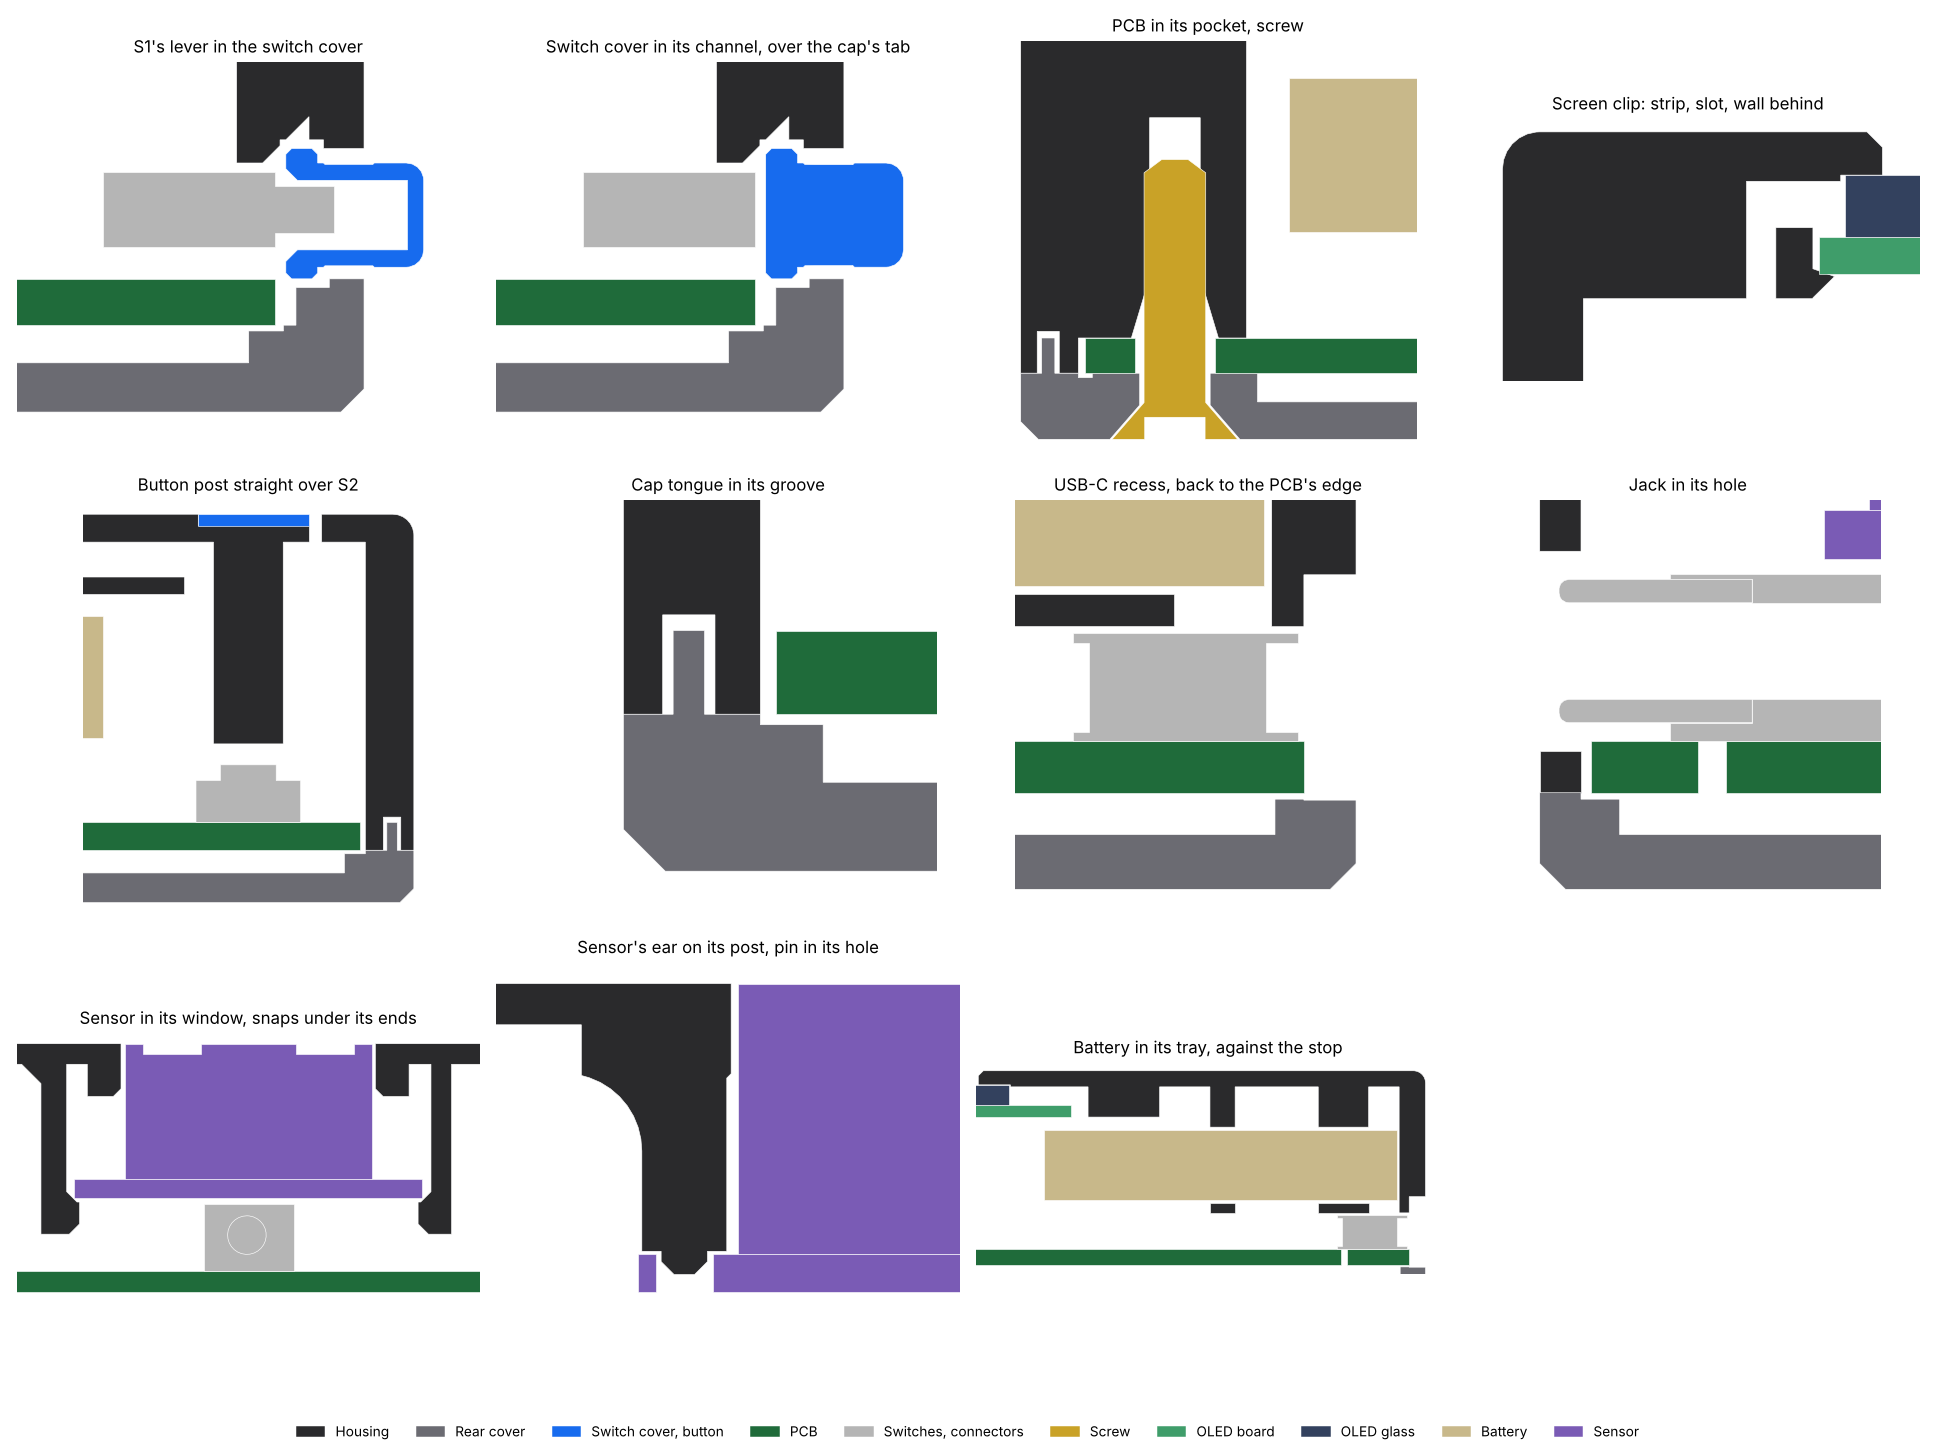 PCB in its pocket, screw
S1's lever in the switch cover
Switch cover in its channel, over the cap's tab
Screen clip: strip, slot, wall behind
Button post straight over S2
Cap tongue in its groove
USB-C recess, back to the PCB's edge
Jack in its hole
Sensor's ear on its post, pin in its hole
Sensor in its window, snaps under its ends
Battery in its tray, against the stop
Housing
Rear cover
Switch cover, button
PCB
Switches, connectors
Screw
OLED board
OLED glass
Battery
Sensor